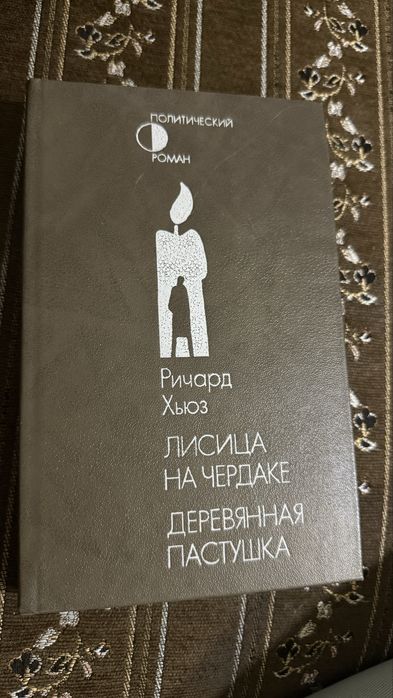 ПОЛИТИЧЕСКИЙ
РОМАН
Ричард
Хьюз
ЛИСИЦА
НА ЧЕРДАКЕ
ДЕРЕВЯННАЯ
ПАСТУШКА